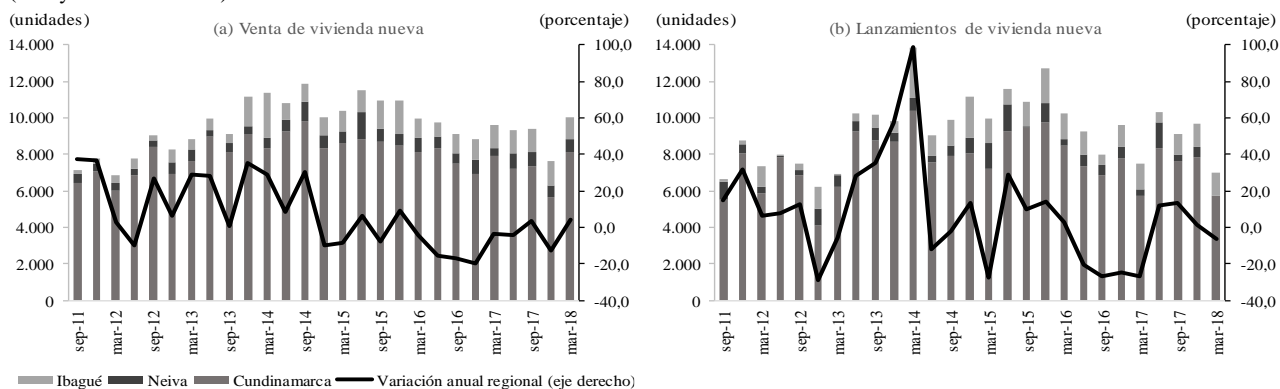 (unidades) (porcentaje)
(a) Venta de vivienda nueva
14.000 100,0
12.000 80,0
10.000 60,0
8.000 40,0
6.000 20,0
4.000 0,0
2.000 -20,0
0 -40,0
sep-11 mar-12 sep-12 mar-13 sep-13 mar-14 sep-14 mar-15 sep-15 mar-16 sep-16 mar-17 sep-17 mar-18
(unidades) (porcentaje)
(b) Lanzamientos de vivienda nueva
14.000 100,0
12.000 80,0
10.000 60,0
8.000 40,0
6.000 20,0
4.000 0,0
2.000 -20,0
0 -40,0
sep-11 mar-12 sep-12 mar-13 sep-13 mar-14 sep-14 mar-15 sep-15 mar-16 sep-16 mar-17 sep-17 mar-18
Ibagué Neiva Cundinamarca Variación anual regional (eje derecho)